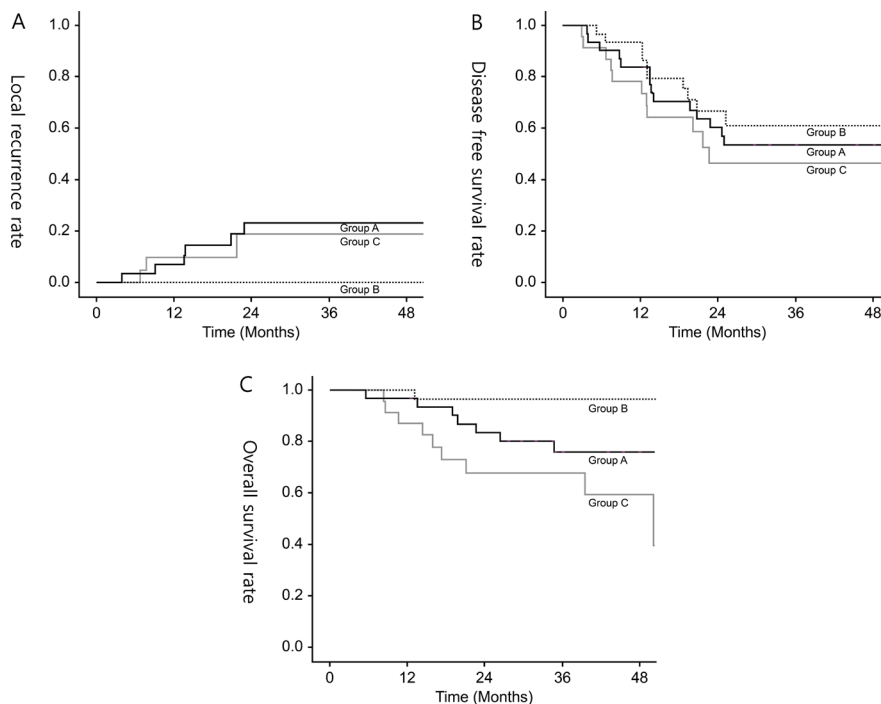 A
Local recurrence rate
1.0
0.8
0.6
0.4
0.2
0.0
Group A
Group C
Group B
0 12 24 36 48
Time (Months)
B
Disease free survival rate
1.0
0.8
0.6
0.4
0.2
0.0
Group B
Group A
Group C
0 12 24 36 48
Time (Months)
C
Overall survival rate
1.0
0.8
0.6
0.4
0.2
0.0
Group B
Group A
Group C
0 12 24 36 48
Time (Months)